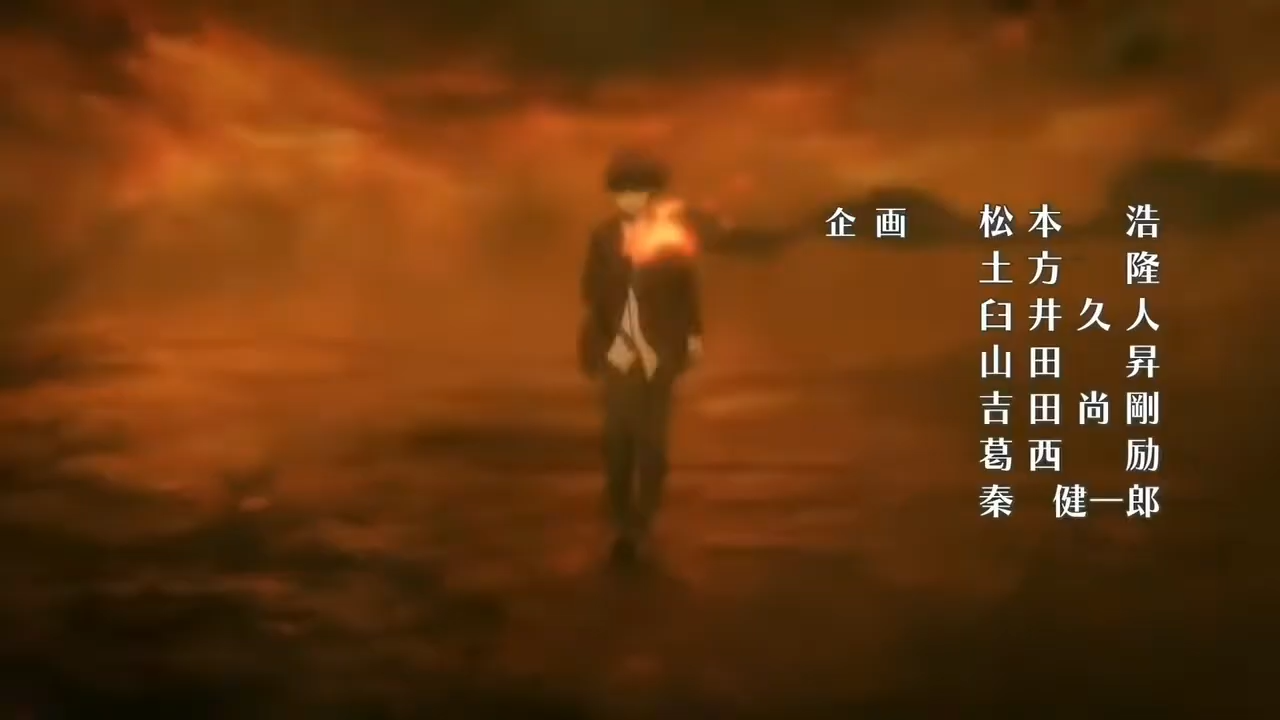 企画 松本 浩
土方 隆
臼井久人
山田 昇
吉田尚剛
葛西 励
秦 健一郎